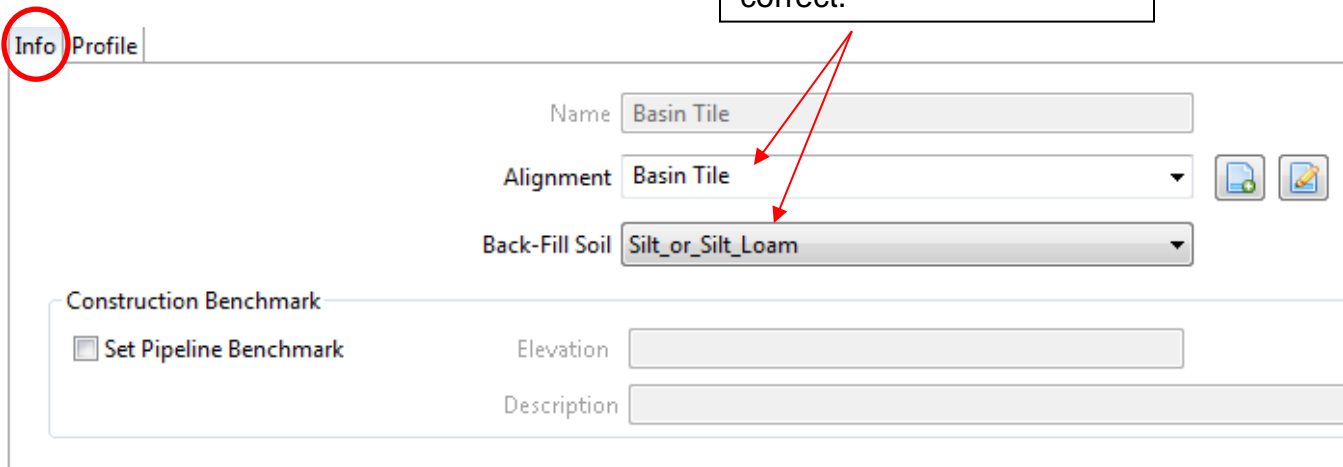 correct.
Info Profile
Name Basin Tile
Alignment Basin Tile
Back-Fill Soil Silt_or_Silt_Loam
Construction Benchmark
Set Pipeline Benchmark Elevation
Description